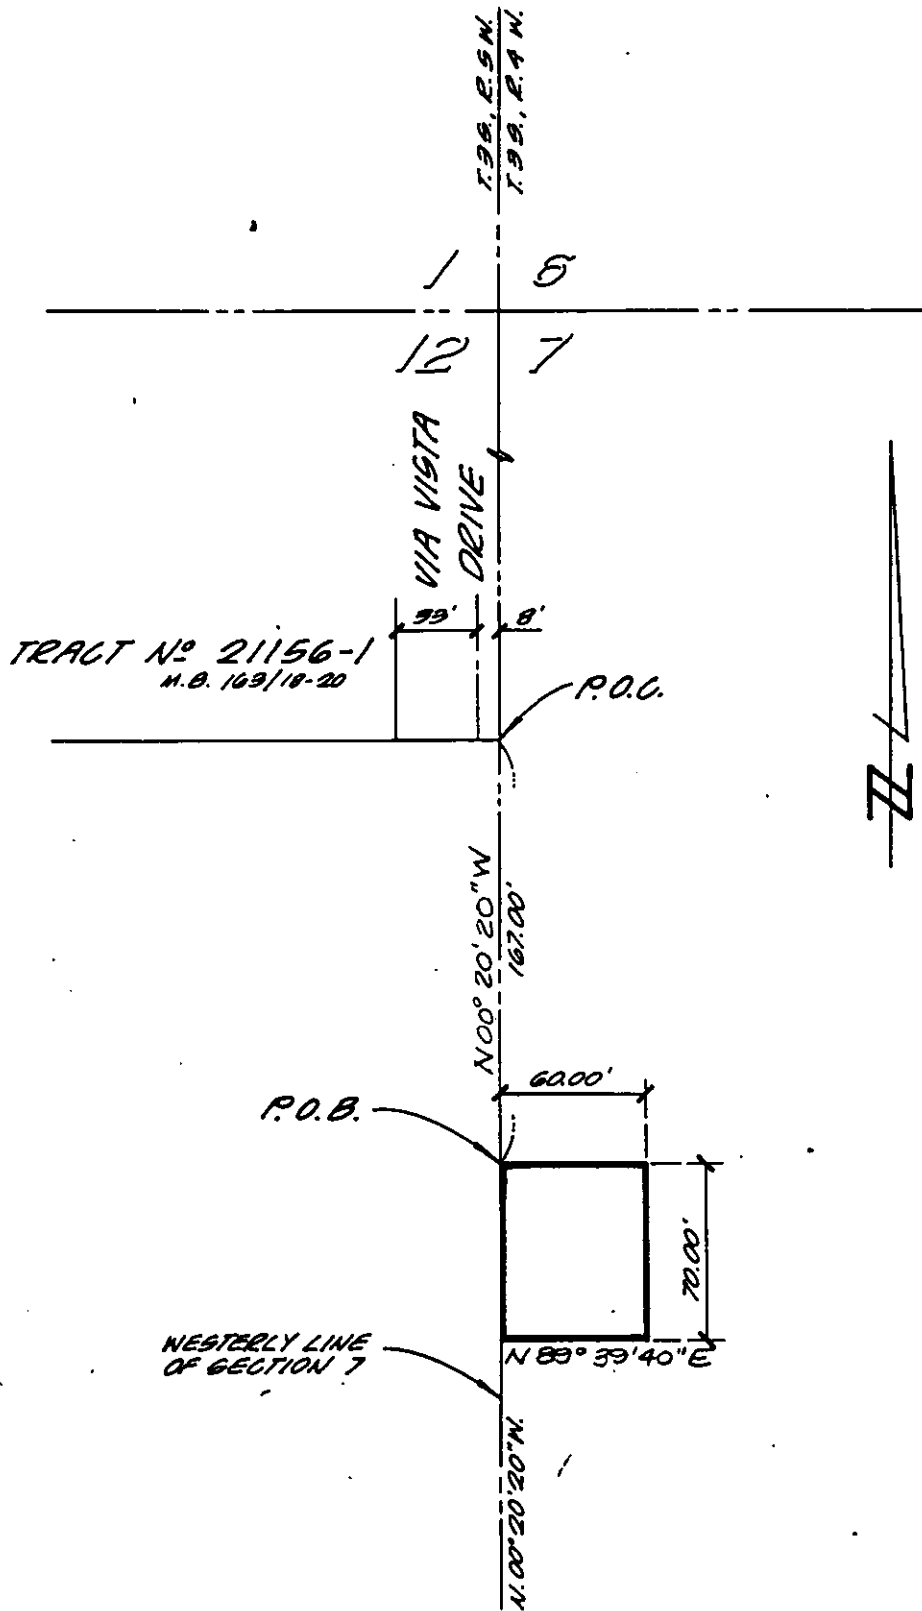 T.3S., R.5W.
T.3S., R.4W.
1 6
12 7
VIA VISTA
DRIVE
33'
8'
TRACT Nº 21156-1
M.B. 163/18-20
P.O.C.
N00° 20' 20"W
167.00'
60.00'
P.O.B.
70.00'
WESTERLY LINE
OF SECTION 7
N 89° 39' 40" E
N.00° 20' 20" W.
N